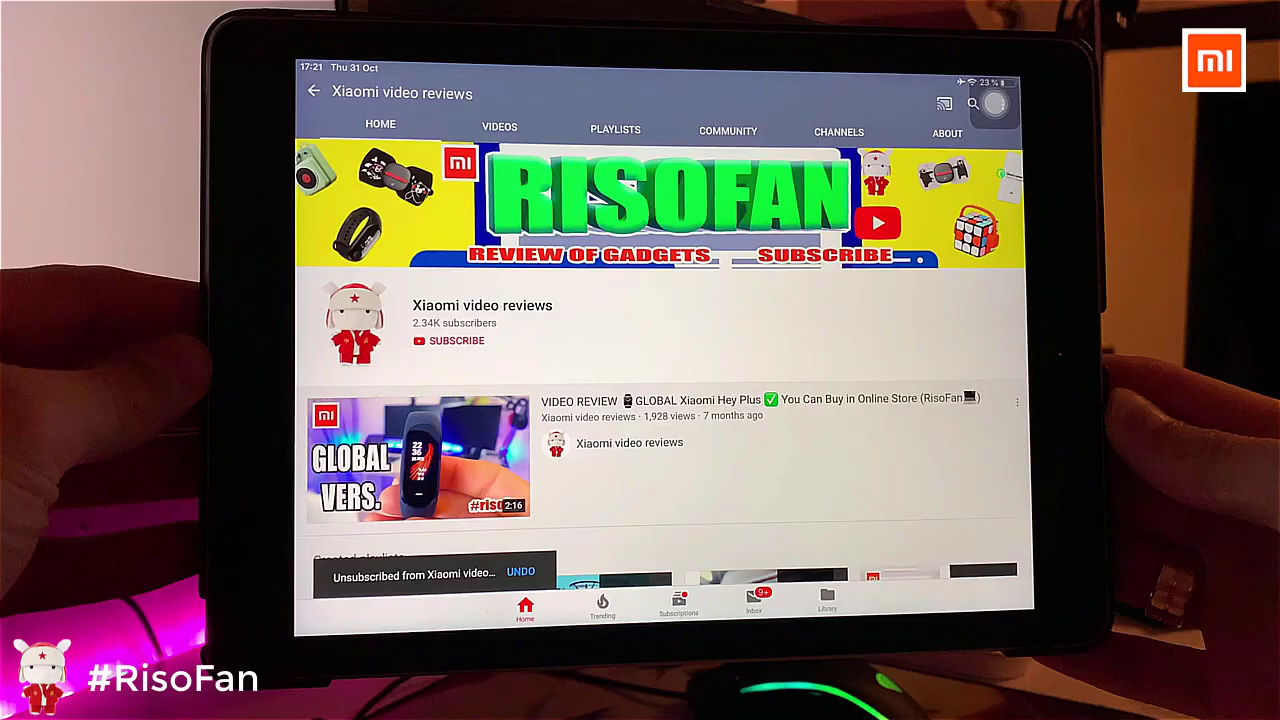 17:21 Thu 31 Oct
23 %
Xiaomi video reviews
HOME
VIDEOS
PLAYLISTS
COMMUNITY
CHANNELS
ABOUT
RISOFAN
REVIEW OF GADGETS
SUBSCRIBE
Xiaomi video reviews
2.34K subscribers
SUBSCRIBE
GLOBAL
VERS.
2:16
VIDEO REVIEW ⌚GLOBAL Xiaomi Hey Plus ✅ You Can Buy in Online Store (RisoFan💻)
Xiaomi video reviews · 1,928 views · 7 months ago
Xiaomi video reviews
Created playlists
Unsubscribed from Xiaomi video... UNDO
9+
Home
Trending
Subscriptions
Inbox
Library
#RisoFan